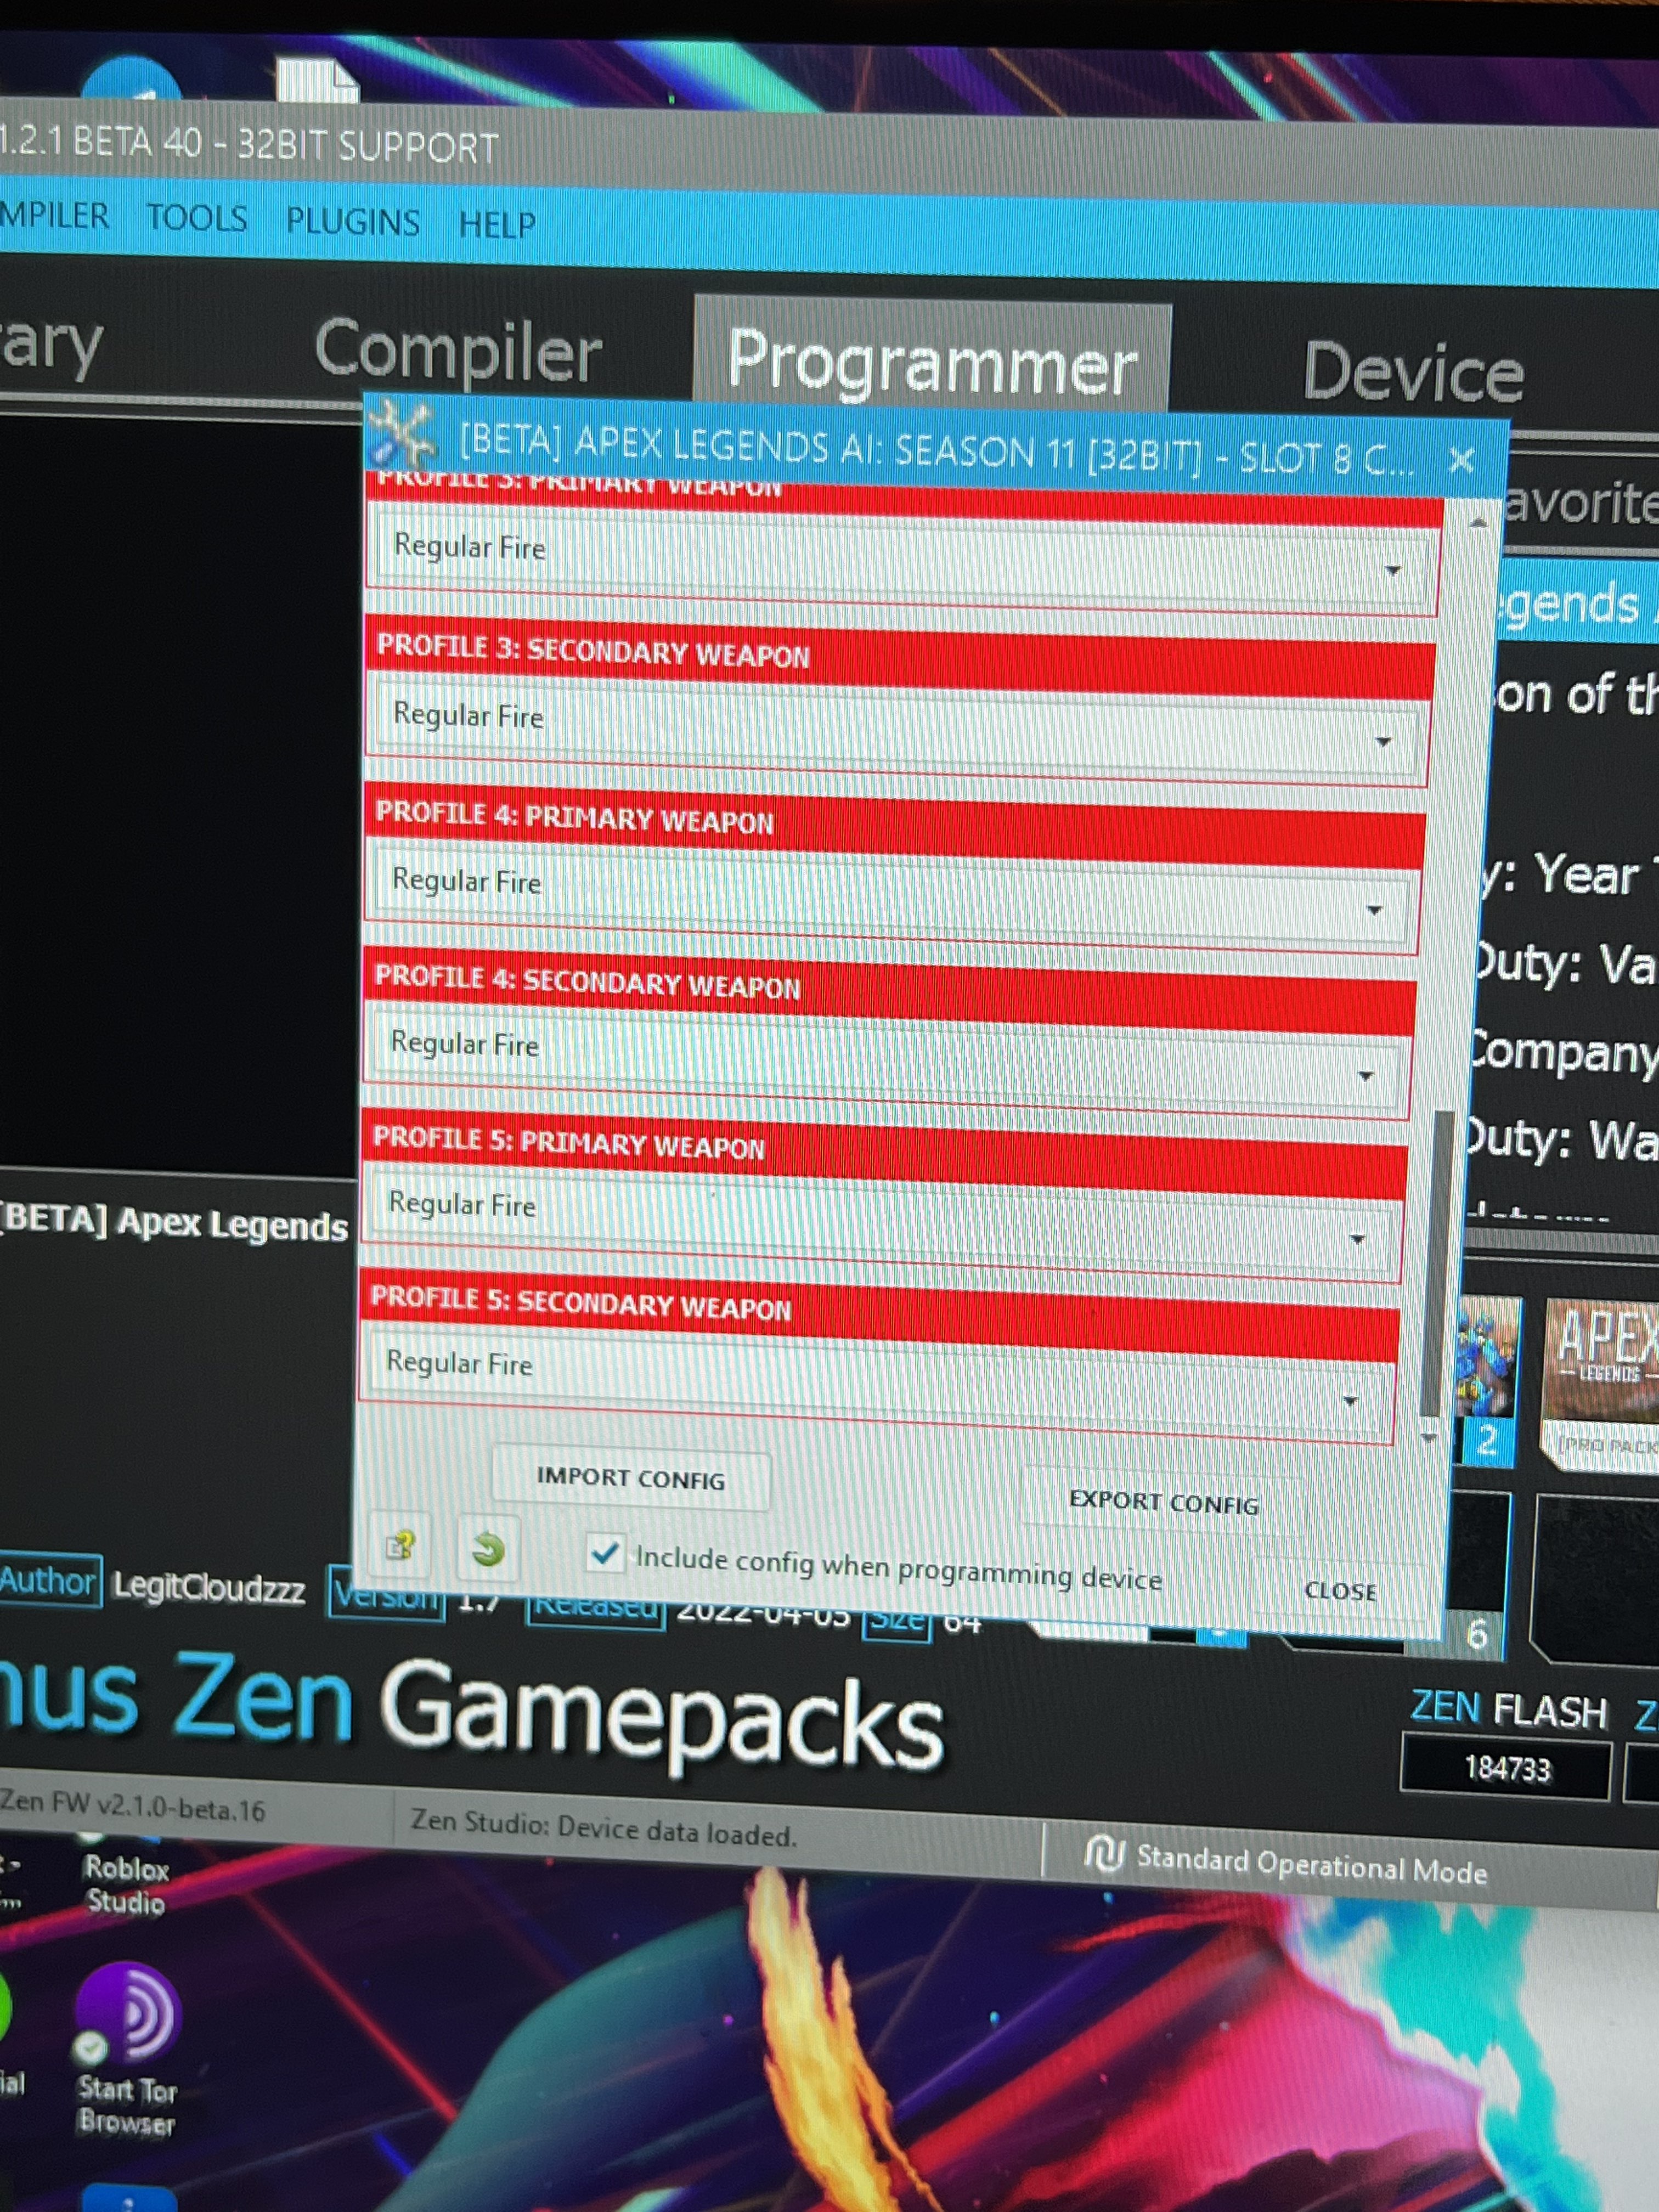 1.2.1 BETA 40 - 32BIT SUPPORT
MPILER TOOLS PLUGINS HELP
rary Compiler Programmer Device
[BETA] APEX LEGENDS AI: SEASON 11 [32BIT] - SLOT 8 C...
avorite
PROFILE 3: PRIMARY WEAPON
Regular Fire
egends
PROFILE 3: SECONDARY WEAPON
on of th
Regular Fire
PROFILE 4: PRIMARY WEAPON
y: Year T
Regular Fire
Duty: Va
PROFILE 4: SECONDARY WEAPON
Company
Regular Fire
Duty: Wa
PROFILE 5: PRIMARY WEAPON
Regular Fire
[BETA] Apex Legends
PROFILE 5: SECONDARY WEAPON
Regular Fire
APEX
LEGENDS
2
[PRO PACK
IMPORT CONFIG
EXPORT CONFIG
Include config when programming device
CLOSE
Author LegitCloudzzz Version 1.7 Released 2022-04-05 Size 64
6
nus Zen Gamepacks
ZEN FLASH Z
184733
Zen FW v2.1.0-beta.16
Zen Studio: Device data loaded.
Standard Operational Mode
Roblox
Studio
ial
Start Tor
Browser